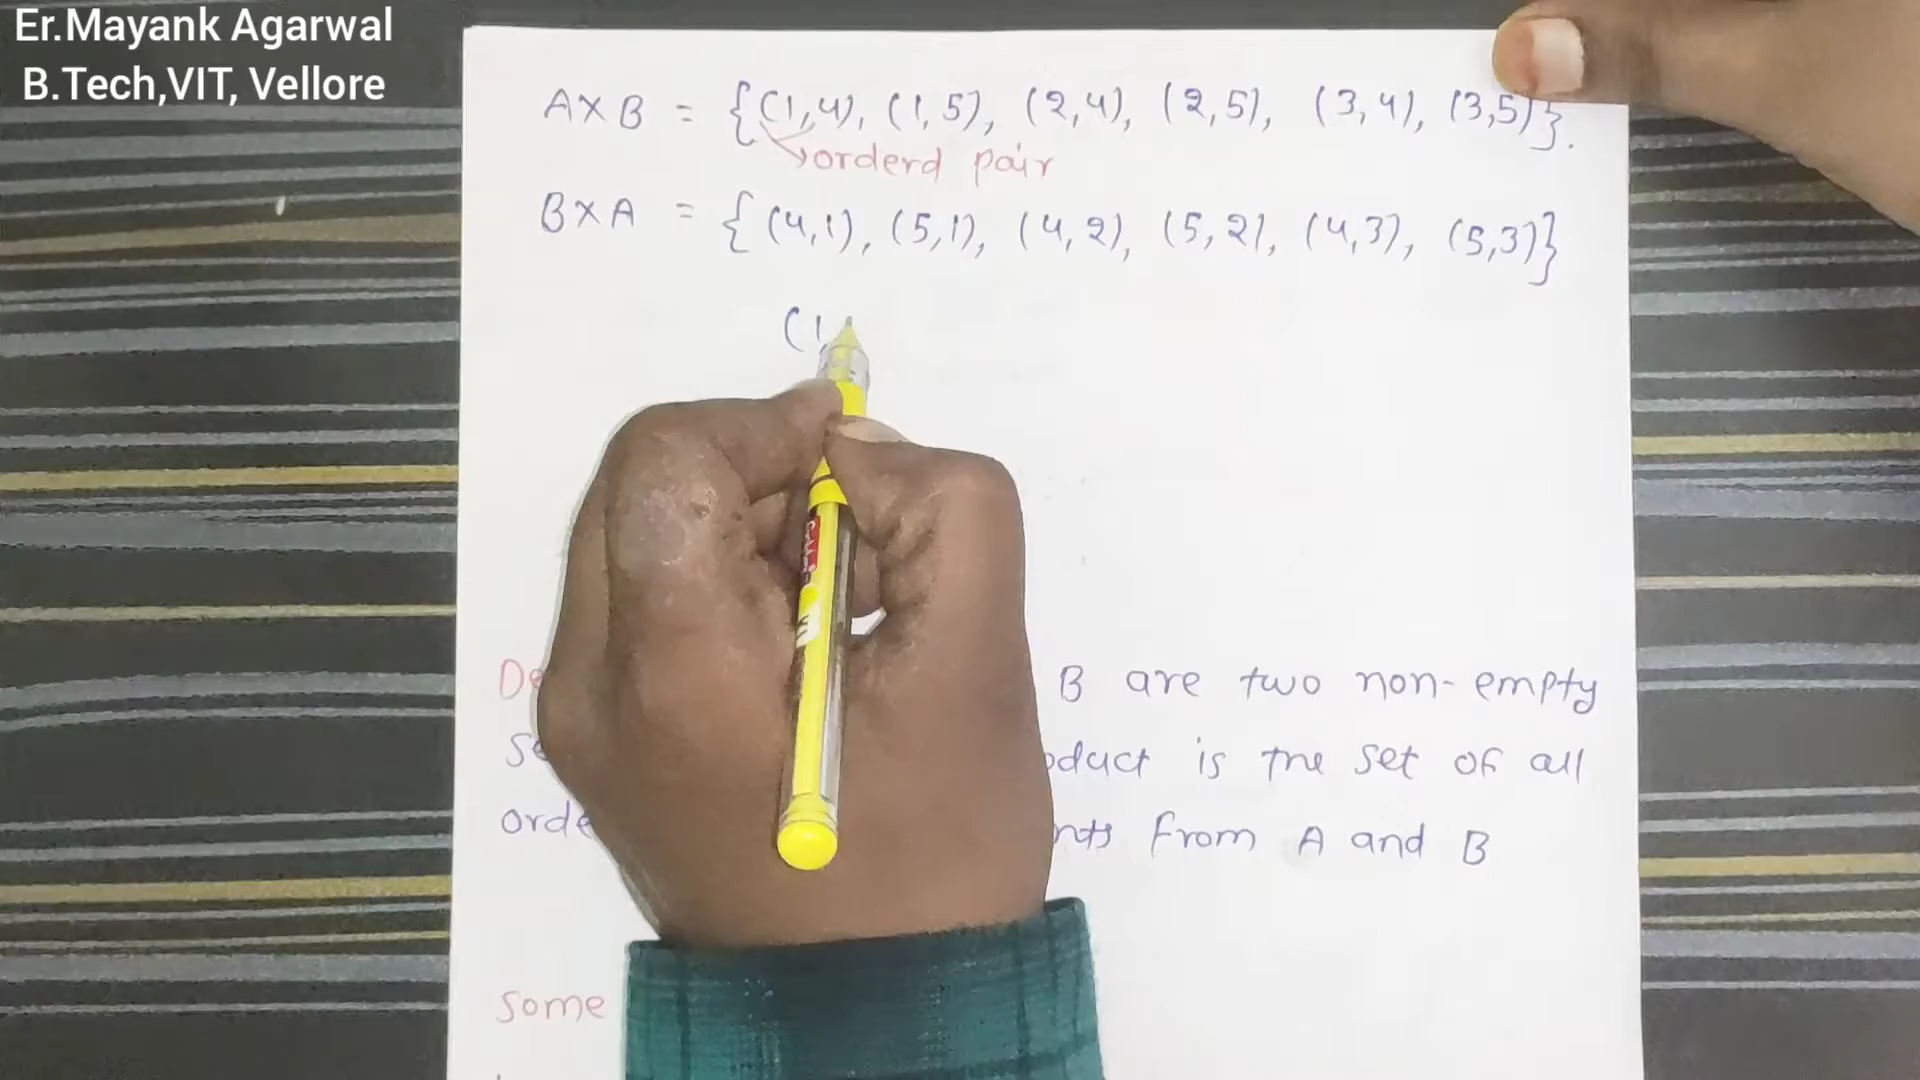 Er.Mayank Agarwal
B.Tech,VIT, Vellore
A×B = {(1,4), (1,5), (2,4), (2,5), (3,4), (3,5)}.
orderd pair
B×A = {(4,1), (5,1), (4,2), (5,2), (4,3), (5,3)}
(1,
B are two non-empty
is the set of all
from A and B
some